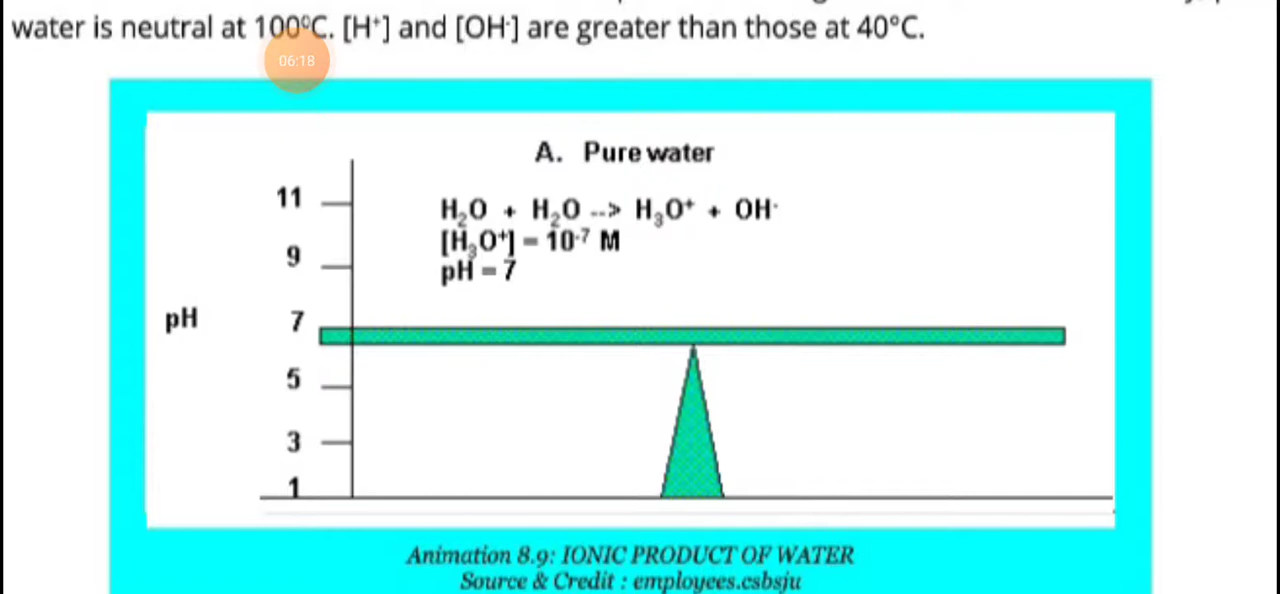 water is neutral at 100°C. [H⁺] and [OH⁻] are greater than those at 40°C.
06:18
A. Pure water
11
H₂O + H₂O --> H₃O⁺ + OH⁻
[H₃O⁺] = 10⁻⁷ M
9
pH = 7
pH
7
5
3
1
Animation 8.9: IONIC PRODUCT OF WATER
Source & Credit : employees.csbsju